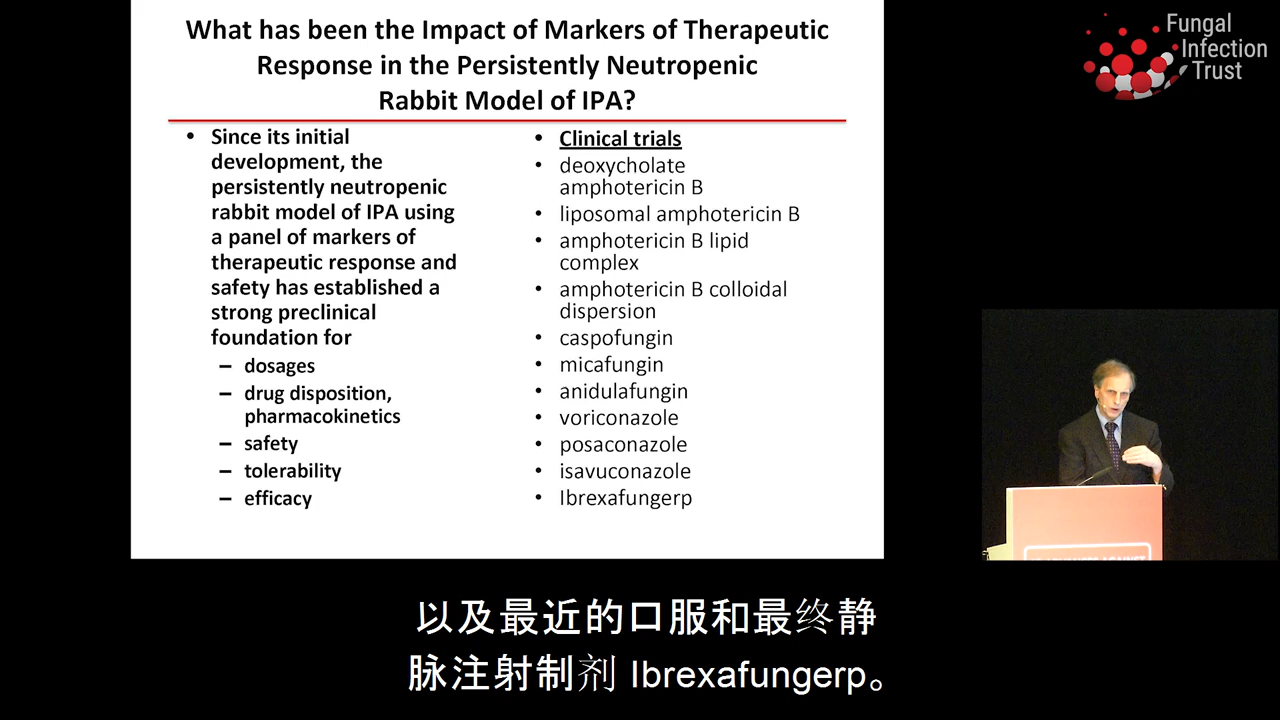 What has been the Impact of Markers of Therapeutic
Response in the Persistently Neutropenic
Rabbit Model of IPA?
• Since its initial
development, the
persistently neutropenic
rabbit model of IPA using
a panel of markers of
therapeutic response and
safety has established a
strong preclinical
foundation for
– dosages
– drug disposition,
pharmacokinetics
– safety
– tolerability
– efficacy
• Clinical trials
• deoxycholate
amphotericin B
• liposomal amphotericin B
• amphotericin B lipid
complex
• amphotericin B colloidal
dispersion
• caspofungin
• micafungin
• anidulafungin
• voriconazole
• posaconazole
• isavuconazole
• Ibrexafungerp
Fungal
Infection
Trust
以及最近的口服和最终静
脉注射制剂 Ibrexafungerp。